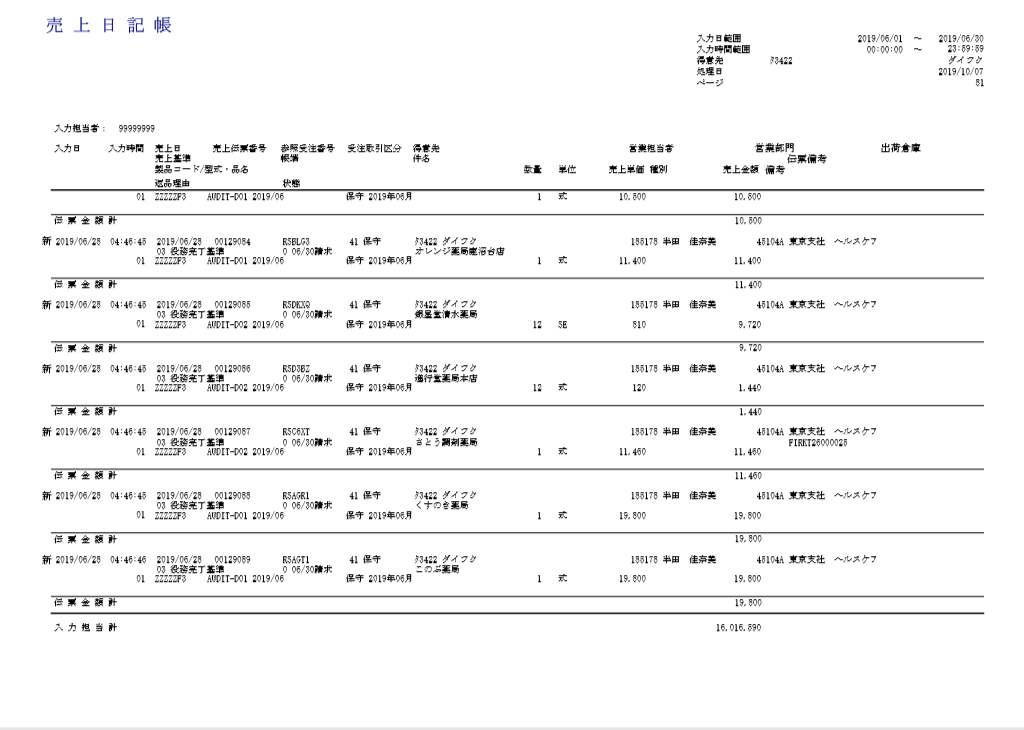 売上日記帳
入力日範囲 2019/06/01 ～ 2019/06/30
入力時間範囲 00:00:00 ～ 23:59:59
得意先 ﾀ3422 ダイフク
処理日 2019/10/07
ページ 81
入力担当者： 99999999
入力日 入力時間 売上日 売上伝票番号 参照受注番号 受注取引区分 得意先 営業担当者 営業部門 出荷倉庫
売上基準 帳端 件名 伝票備考
製品コード/型式・品名 数量 単位 売上単価 種別 売上金額 備考
返品理由 状態
01 ZZZZZF3 AUDIT-D01 2019/06 保守 2019年06月 1 式 10,800 10,800
伝票金額計 10,800
新 2019/06/28 04:46:45 2019/06/28 00129084 RSBLG3 41 保守 ﾀ3422 ダイフク 185178 半田 佳奈美 45104A 東京支社 ヘルスケア
03 役務完了基準 0 06/30請求 オレンジ薬局鹿沼台店
01 ZZZZZF3 AUDIT-D01 2019/06 保守 2019年06月 1 式 11,400 11,400
伝票金額計 11,400
新 2019/06/28 04:46:45 2019/06/28 00129085 RSDKXQ 41 保守 ﾀ3422 ダイフク 185178 半田 佳奈美 45104A 東京支社 ヘルスケア
03 役務完了基準 0 06/30請求 銀星堂清水薬局
01 ZZZZZF3 AUDIT-D02 2019/06 保守 2019年06月 12 SE 810 9,720
伝票金額計 9,720
新 2019/06/28 04:46:45 2019/06/28 00129086 RSD3BZ 41 保守 ﾀ3422 ダイフク 185178 半田 佳奈美 45104A 東京支社 ヘルスケア
03 役務完了基準 0 06/30請求 進行堂薬局本店
01 ZZZZZF3 AUDIT-D02 2019/06 保守 2019年06月 12 式 120 1,440
伝票金額計 1,440
新 2019/06/28 04:46:45 2019/06/28 00129087 RSC6XT 41 保守 ﾀ3422 ダイフク 185178 半田 佳奈美 45104A 東京支社 ヘルスケア
03 役務完了基準 0 06/30請求 さとう調剤薬局 FIRKT26000025
01 ZZZZZF3 AUDIT-D02 2019/06 保守 2019年06月 1 式 11,460 11,460
伝票金額計 11,460
新 2019/06/28 04:46:45 2019/06/28 00129088 RSAGR1 41 保守 ﾀ3422 ダイフク 185178 半田 佳奈美 45104A 東京支社 ヘルスケア
03 役務完了基準 0 06/30請求 くすのき薬局
01 ZZZZZF3 AUDIT-D01 2019/06 保守 2019年06月 1 式 19,800 19,800
伝票金額計 19,800
新 2019/06/28 04:46:46 2019/06/28 00129089 RSAGT1 41 保守 ﾀ3422 ダイフク 185178 半田 佳奈美 45104A 東京支社 ヘルスケア
03 役務完了基準 0 06/30請求 このぶ薬局
01 ZZZZZF3 AUDIT-D01 2019/06 保守 2019年06月 1 式 19,800 19,800
伝票金額計 19,800
入力担当計 16,016,590